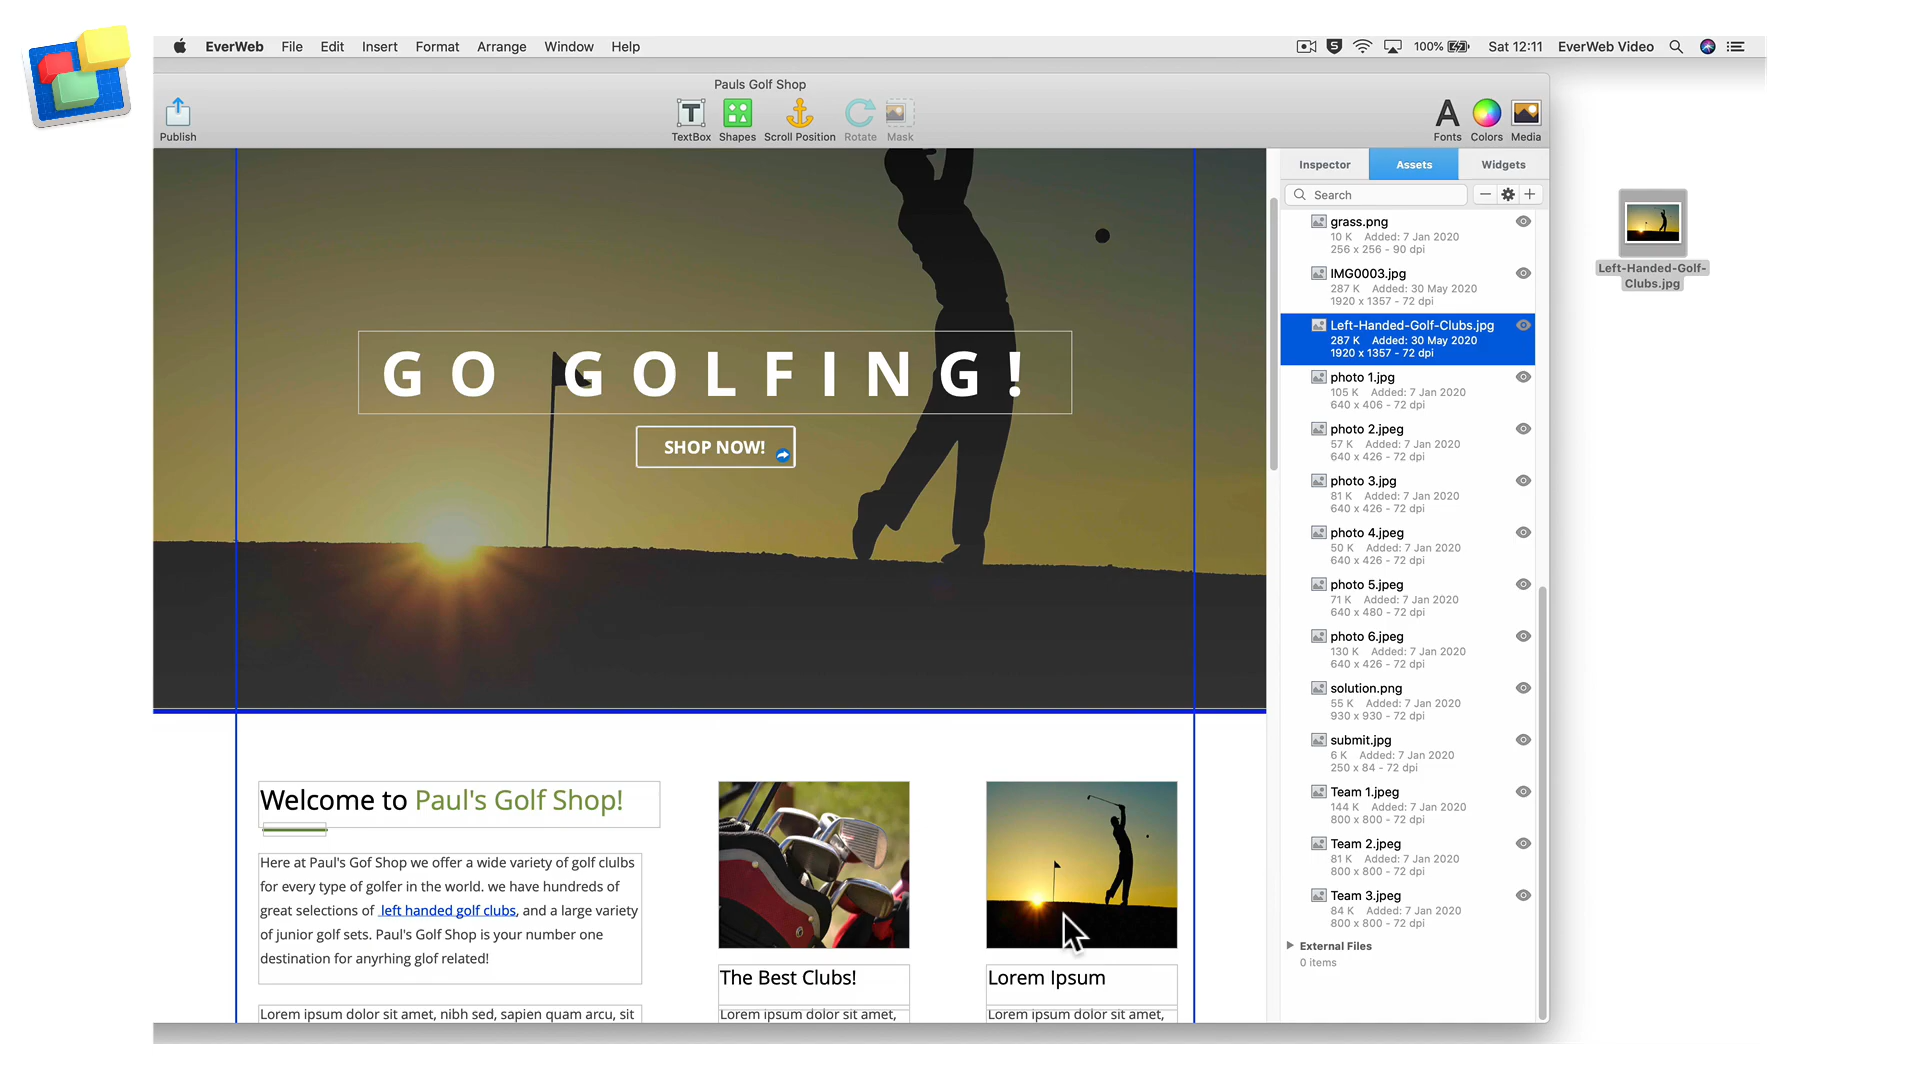 EverWeb File Edit Insert Format Arrange Window Help
S 100% Sat 12:11 EverWeb Video
Pauls Golf Shop
Publish
T
TextBox Shapes Scroll Position Rotate Mask
A
Fonts Colors Media
Inspector Assets Widgets
Search
grass.png
10 K Added: 7 Jan 2020
256 x 256 - 90 dpi
IMG0003.jpg
287 K Added: 30 May 2020
1920 x 1357 - 72 dpi
Left-Handed-Golf-Clubs.jpg
287 K Added: 30 May 2020
1920 x 1357 - 72 dpi
photo 1.jpg
105 K Added: 7 Jan 2020
640 x 406 - 72 dpi
photo 2.jpeg
57 K Added: 7 Jan 2020
640 x 426 - 72 dpi
photo 3.jpg
81 K Added: 7 Jan 2020
640 x 426 - 72 dpi
photo 4.jpeg
50 K Added: 7 Jan 2020
640 x 426 - 72 dpi
photo 5.jpeg
71 K Added: 7 Jan 2020
640 x 480 - 72 dpi
photo 6.jpeg
130 K Added: 7 Jan 2020
640 x 426 - 72 dpi
solution.png
55 K Added: 7 Jan 2020
930 x 930 - 72 dpi
submit.jpg
6 K Added: 7 Jan 2020
250 x 84 - 72 dpi
Team 1.jpeg
144 K Added: 7 Jan 2020
800 x 800 - 72 dpi
Team 2.jpeg
81 K Added: 7 Jan 2020
800 x 800 - 72 dpi
Team 3.jpeg
84 K Added: 7 Jan 2020
800 x 800 - 72 dpi
External Files
0 items
Left-Handed-Golf-
Clubs.jpg
GO GOLFING!
SHOP NOW!
Welcome to Paul's Golf Shop!
Here at Paul's Gof Shop we offer a wide variety of golf clulbs
for every type of golfer in the world. we have hundreds of
great selections of left handed golf clubs, and a large variety
of junior golf sets. Paul's Golf Shop is your number one
destination for anyrhing glof related!
Lorem ipsum dolor sit amet, nibh sed, sapien quam arcu, sit
The Best Clubs!
Lorem ipsum dolor sit amet,
Lorem Ipsum
Lorem ipsum dolor sit amet,